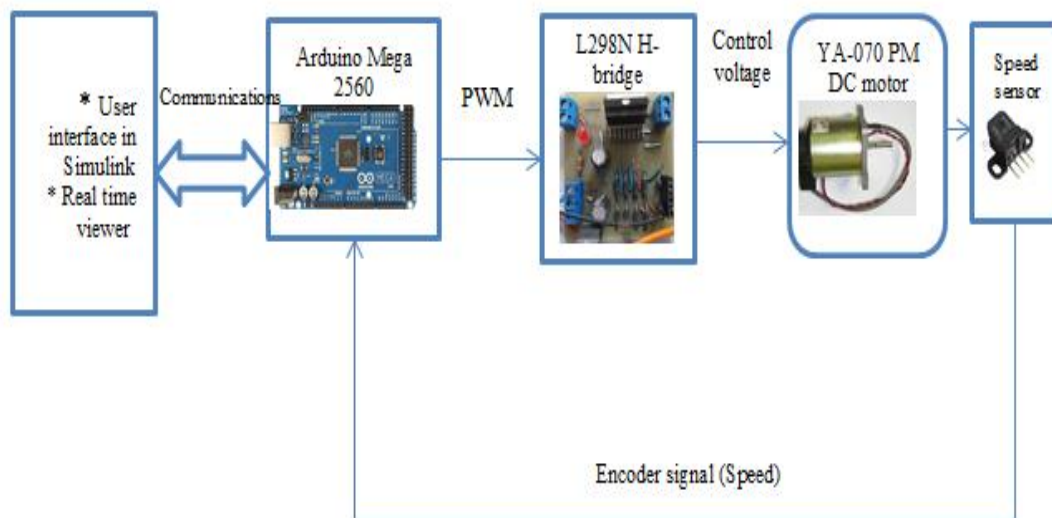 * User
interface in
Simulink
* Real time
viewer
Communications
Arduino Mega
2560
PWM
L298N H-
bridge
Control
voltage
YA-070 PM
DC motor
Speed
sensor
Encoder signal (Speed)